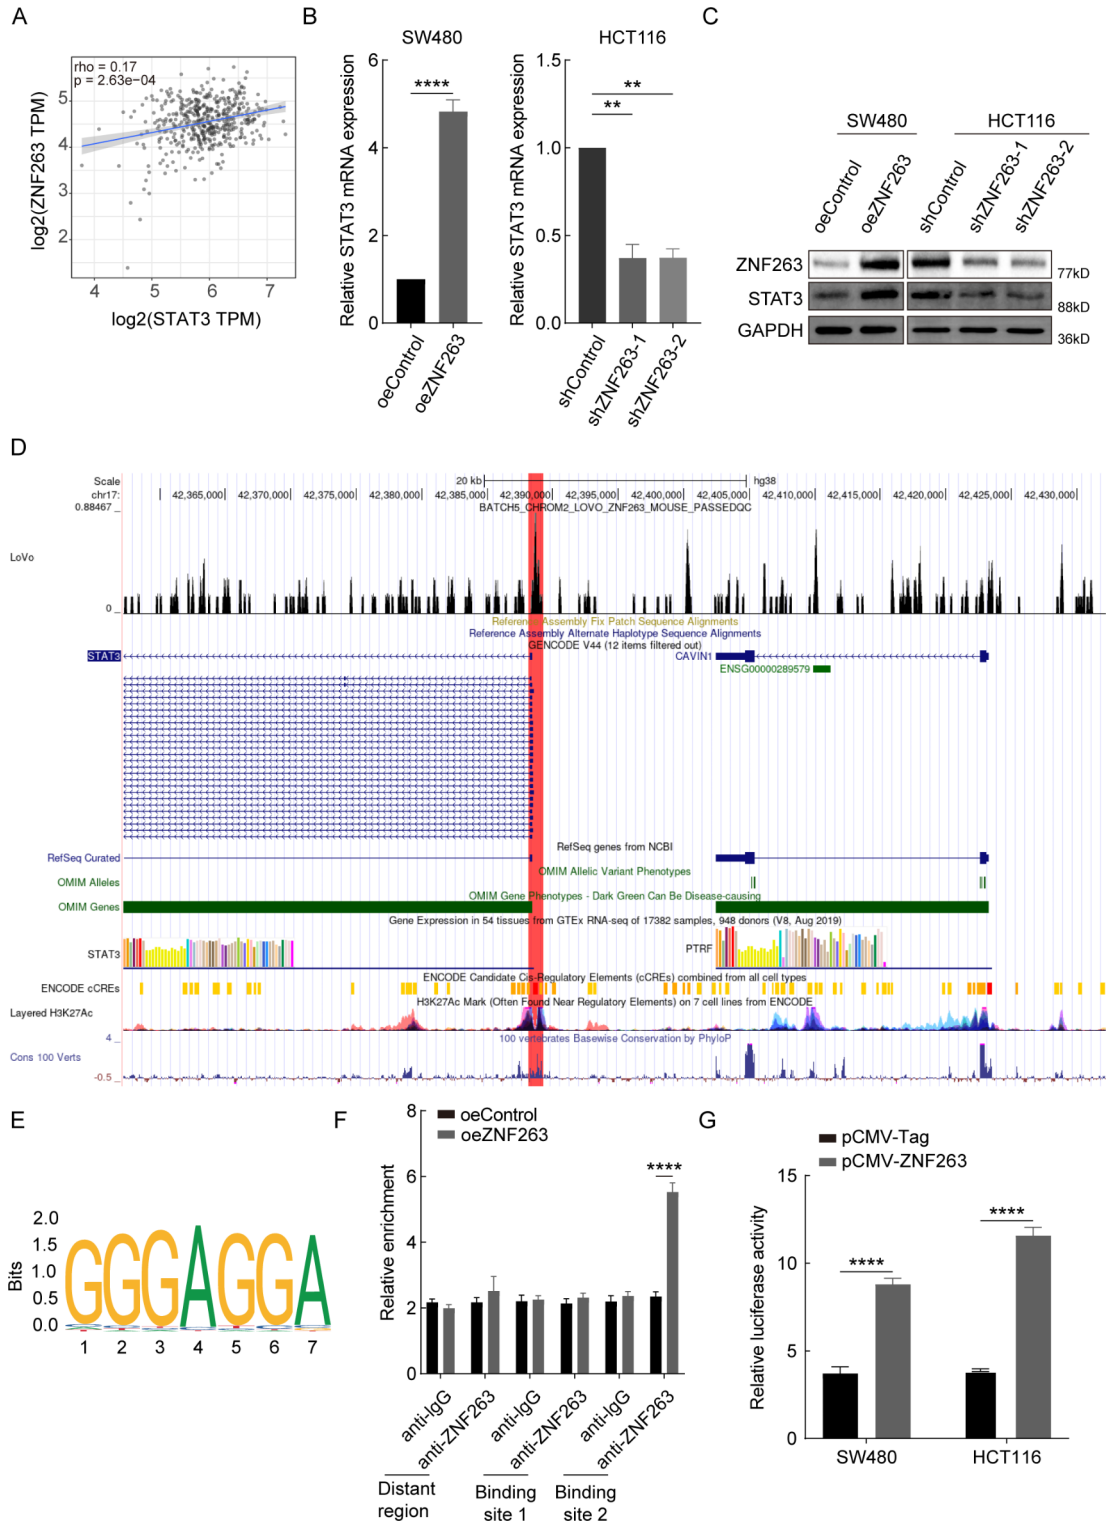 A
rho = 0.17
p = 2.63e−04
log2(ZNF263 TPM)
5
4
3
2
4
5
6
7
log2(STAT3 TPM)
B
SW480
Relative STAT3 mRNA expression
6
4
2
0
****
oeControl
oeZNF263
HCT116
Relative STAT3 mRNA expression
1.5
1.0
0.5
0.0
**
**
shControl
shZNF263-1
shZNF263-2
C
SW480
HCT116
oeControl
oeZNF263
shControl
shZNF263-1
shZNF263-2
ZNF263
77kD
STAT3
88kD
GAPDH
36kD
D
Scale
20 kb
hg38
chr17:
42,365,000
42,370,000
42,375,000
42,380,000
42,385,000
42,390,000
42,395,000
42,400,000
42,405,000
42,410,000
42,415,000
42,420,000
42,425,000
42,430,000
0.88467 _
BATCH5_CHROM2_LOVO_ZNF263_MOUSE_PASSEDQC
LoVo
0 _
Reference Assembly Fix Patch Sequence Alignments
Reference Assembly Alternate Haplotype Sequence Alignments
GENCODE V44 (12 items filtered out)
STAT3
CAVIN1
ENSG00000289579
RefSeq genes from NCBI
RefSeq Curated
OMIM Allelic Variant Phenotypes
OMIM Alleles
OMIM Gene Phenotypes - Dark Green Can Be Disease-causing
OMIM Genes
Gene Expression in 54 tissues from GTEx RNA-seq of 17382 samples, 948 donors (V8, Aug 2019)
STAT3
PTRF
ENCODE Candidate Cis-Regulatory Elements (cCREs) combined from all cell types
ENCODE cCREs
H3K27Ac Mark (Often Found Near Regulatory Elements) on 7 cell lines from ENCODE
Layered H3K27Ac
4 _
100 vertebrates Basewise Conservation by PhyloP
Cons 100 Verts
-0.5 _
E
Bits
2.0
1.5
1.0
0.5
0.0
GGGAGGA
1 2 3 4 5 6 7
F
oeControl
oeZNF263
Relative enrichment
8
6
4
2
0
****
anti-IgG
anti-ZNF263
anti-IgG
anti-ZNF263
anti-IgG
anti-ZNF263
Distant
region
Binding
site 1
Binding
site 2
G
pCMV-Tag
pCMV-ZNF263
Relative luciferase activity
15
10
5
0
****
****
SW480
HCT116